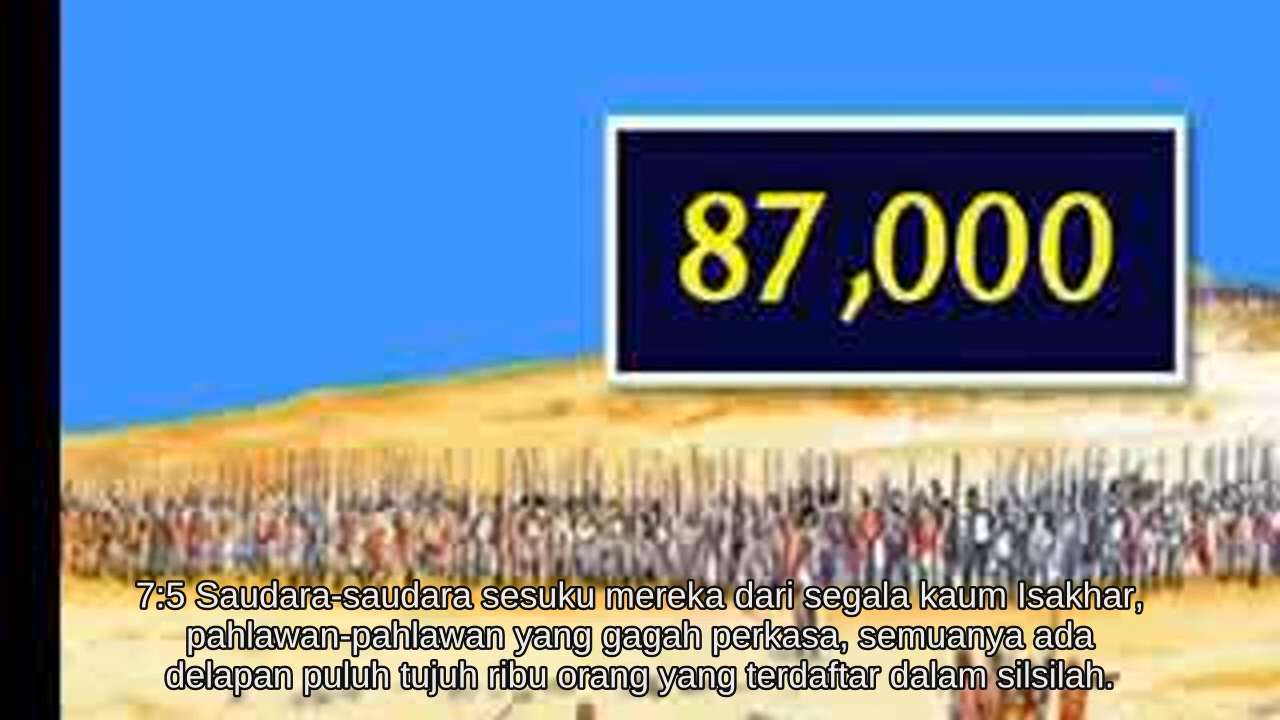 87,000
7:5 Saudara-saudara sesuku mereka dari segala kaum Isakhar,
pahlawan-pahlawan yang gagah perkasa, semuanya ada
delapan puluh tujuh ribu orang yang terdaftar dalam silsilah.